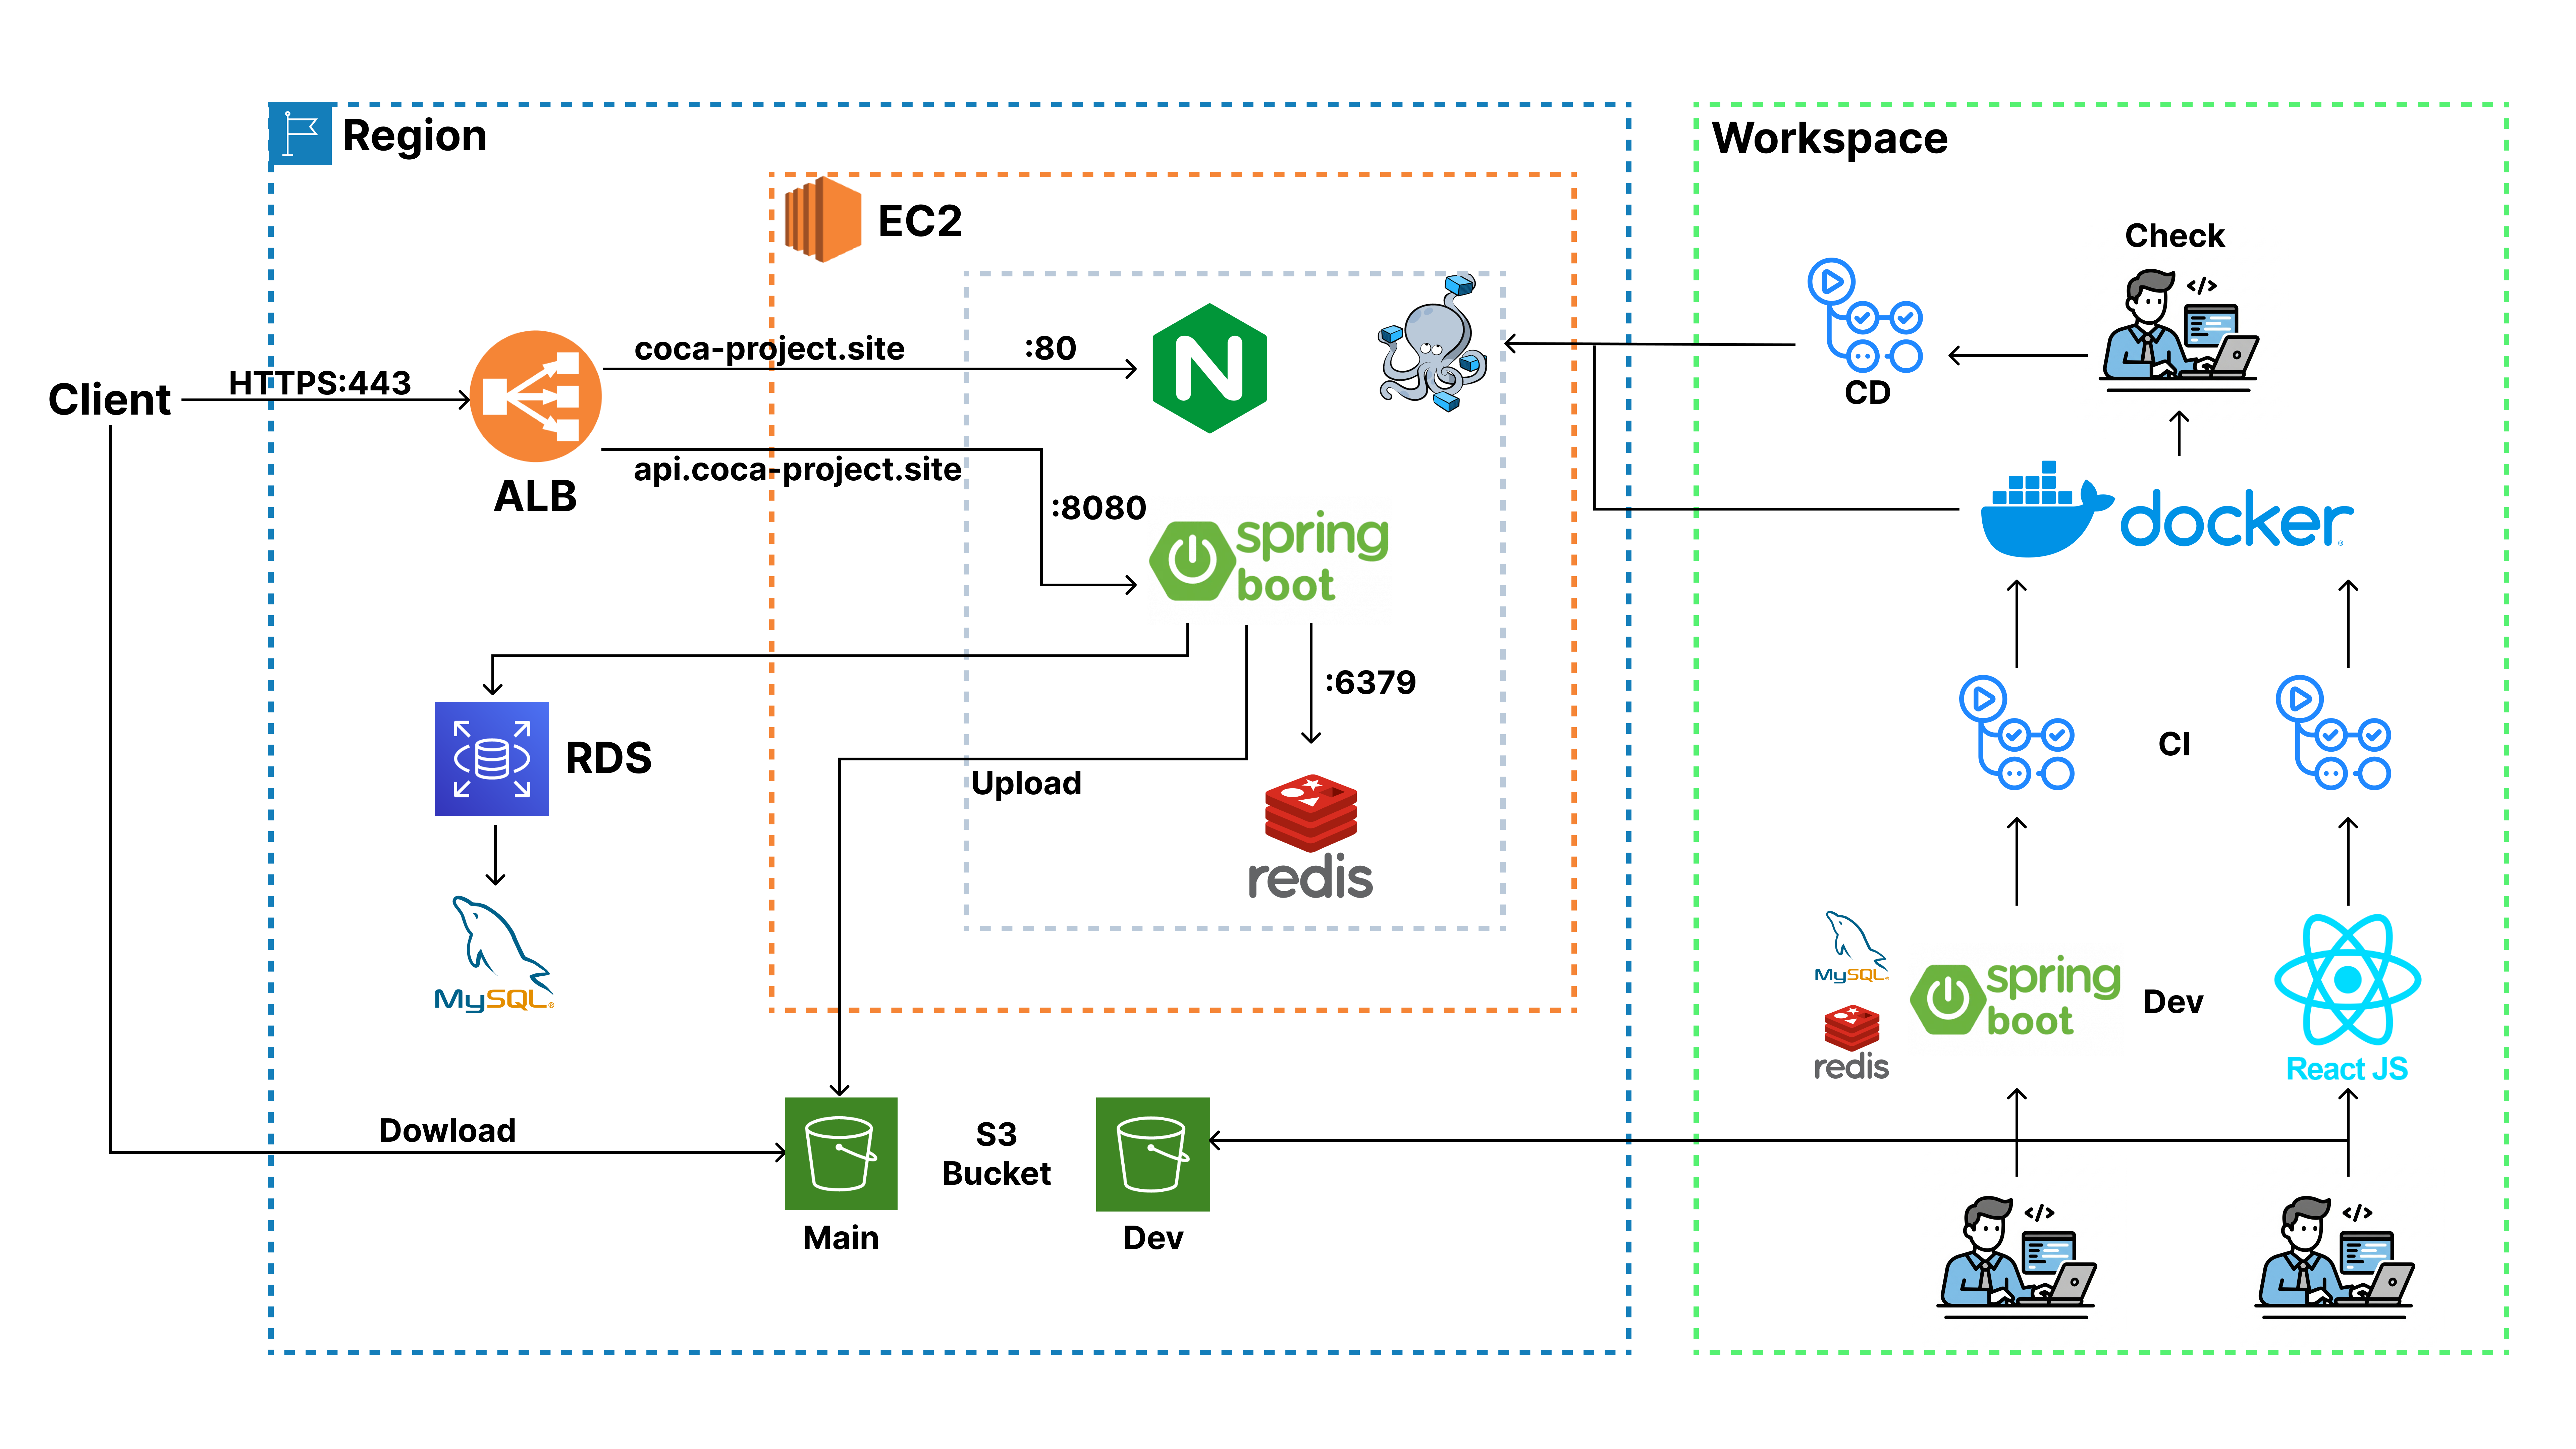 Region
Workspace
EC2
Check
coca-project.site
:80
CD
Client
HTTPS:443
ALB
api.coca-project.site
:8080
spring
boot
docker
:6379
RDS
Upload
CI
redis
MySQL
MySQL
redis
spring
boot
Dev
React JS
Dowload
S3
Bucket
Main
Dev